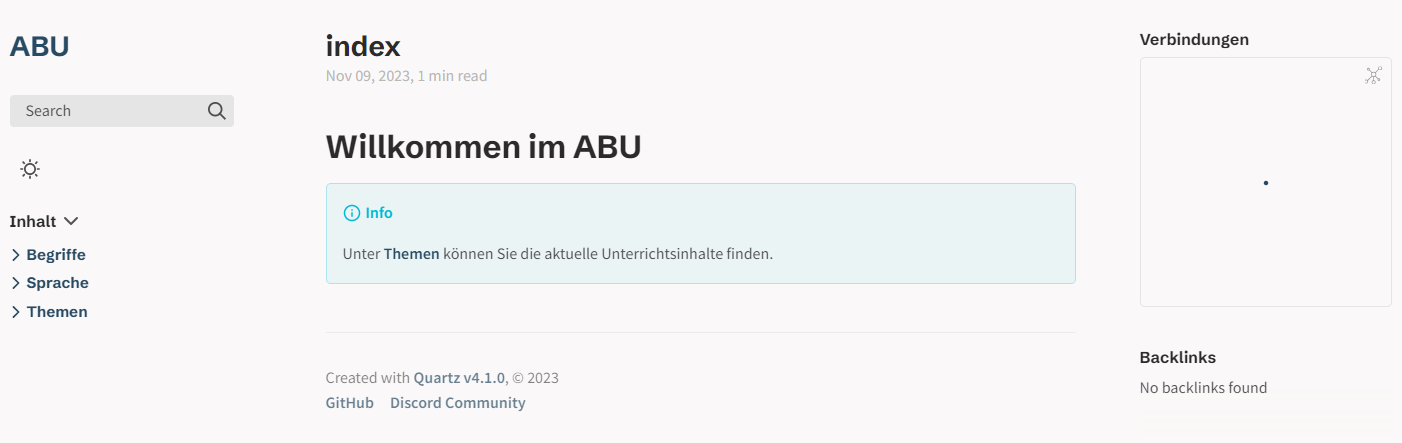 ABU
Search
Inhalt
Begriffe
Sprache
Themen
index
Nov 09, 2023, 1 min read
Willkommen im ABU
Info
Unter Themen können Sie die aktuelle Unterrichtsinhalte finden.
Created with Quartz v4.1.0, © 2023
GitHub Discord Community
Verbindungen
Backlinks
No backlinks found